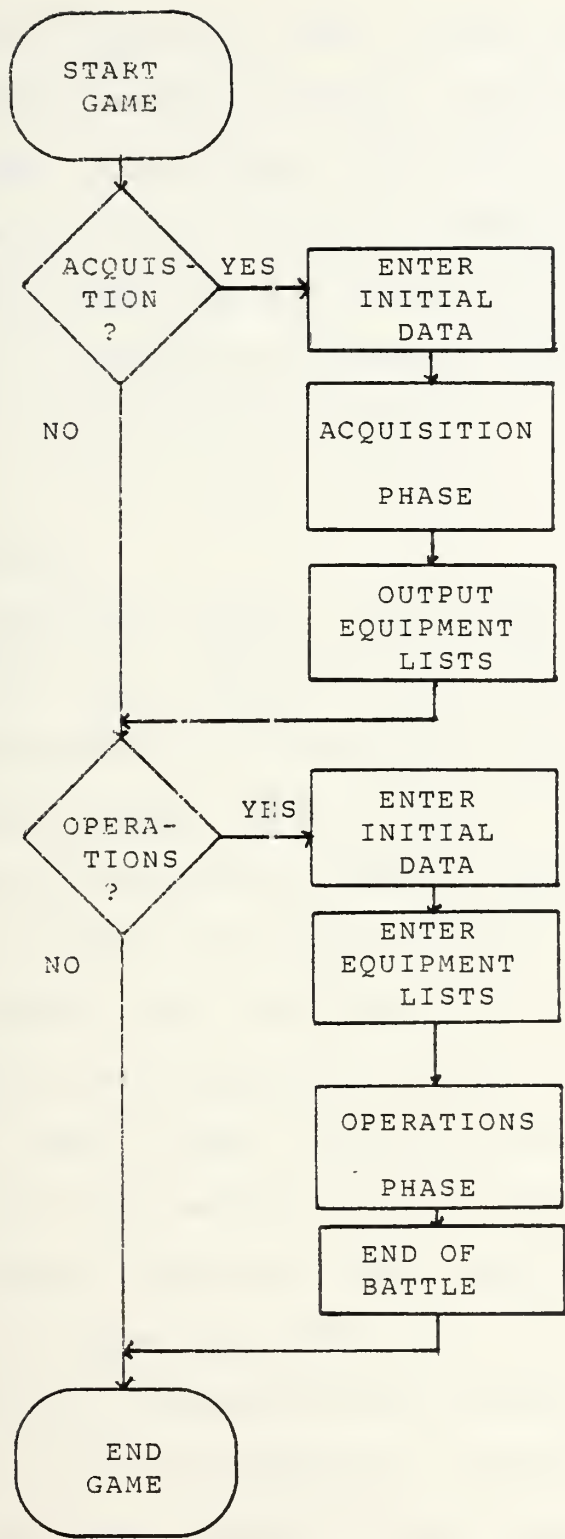 START
GAME
ACQUIS-
TION
?
YES
ENTER
INITIAL
DATA
NO
ACQUISITION
PHASE
OUTPUT
EQUIPMENT
LISTS
OPERA-
TIONS
?
YES
ENTER
INITIAL
DATA
NO
ENTER
EQUIPMENT
LISTS
OPERATIONS
PHASE
END OF
BATTLE
END
GAME